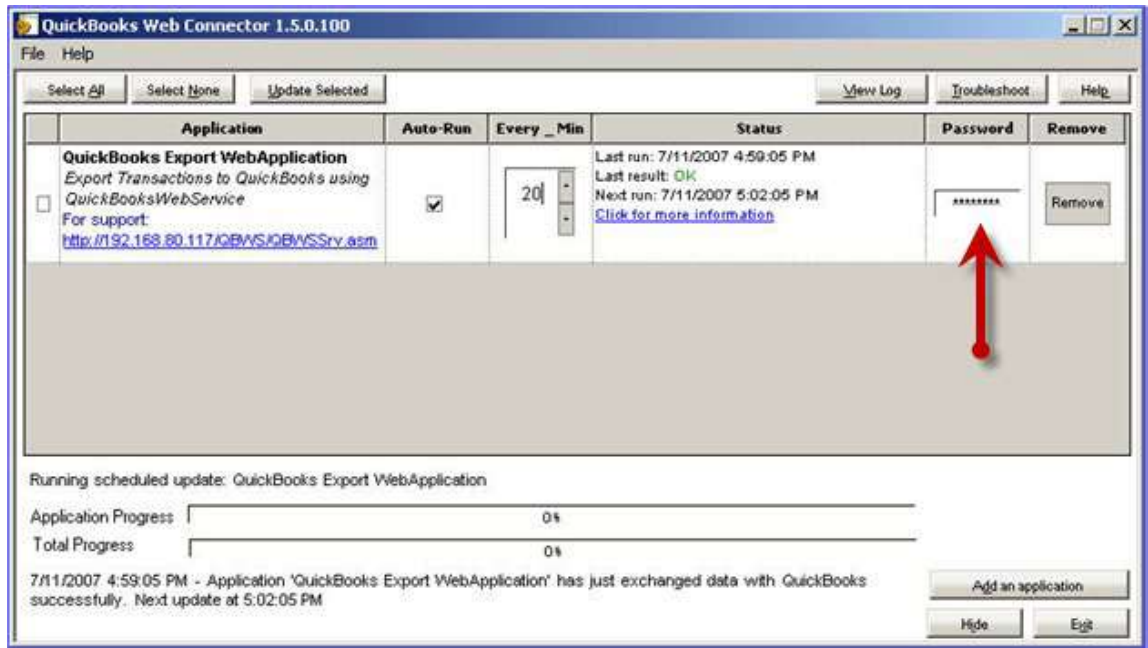 QuickBooks Web Connector 1.5.0.100
File Help
Select All Select None Update Selected View Log Troubleshoot Help
Application Auto-Run Every _ Min Status Password Remove
QuickBooks Export WebApplication
Export Transactions to QuickBooks using
QuickBooksWebService
For support:
http://192.168.80.117/QBWS/QBWSSrv.asm
20
Last run: 7/11/2007 4:59:05 PM
Last result: OK
Next run: 7/11/2007 5:02:05 PM
Click for more information
********
Remove
Running scheduled update: QuickBooks Export WebApplication
Application Progress 0%
Total Progress 0%
7/11/2007 4:59:05 PM - Application 'QuickBooks Export WebApplication' has just exchanged data with QuickBooks
successfully. Next update at 5:02:05 PM
Add an application
Hide Exit